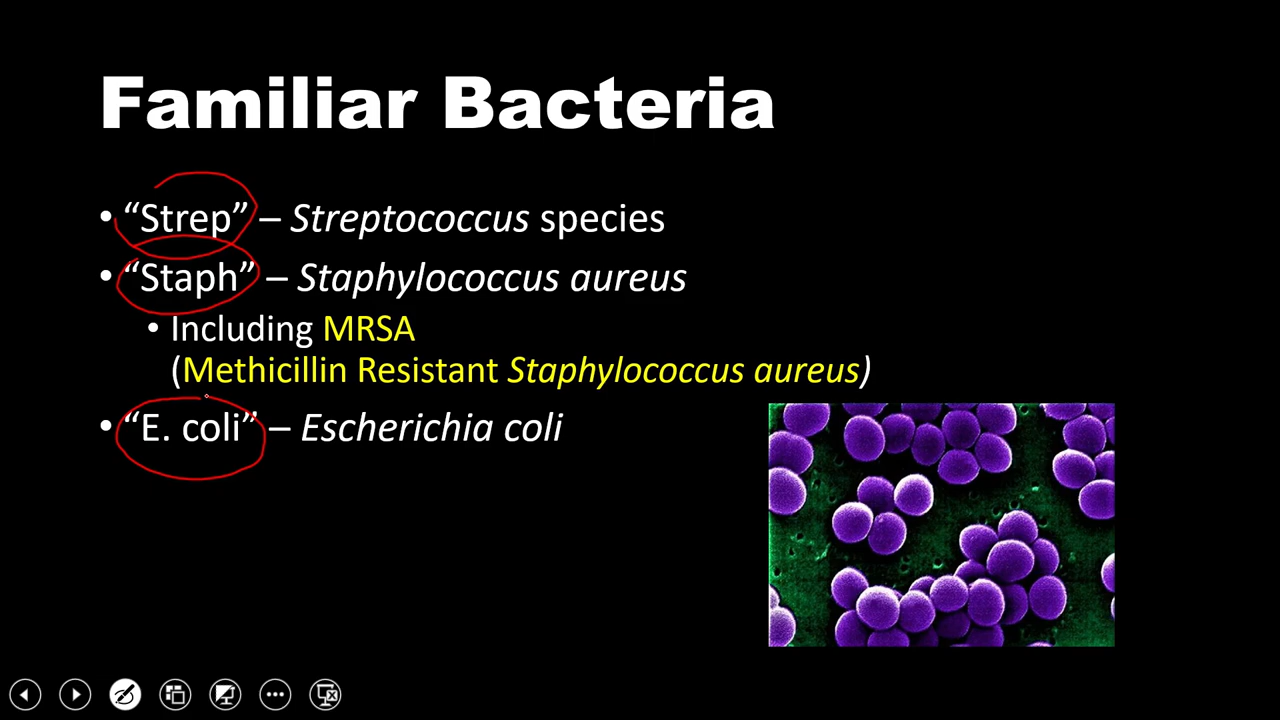 Familiar Bacteria
• “Strep” – Streptococcus species
• “Staph” – Staphylococcus aureus
• Including MRSA
(Methicillin Resistant Staphylococcus aureus)
• “E. coli” – Escherichia coli